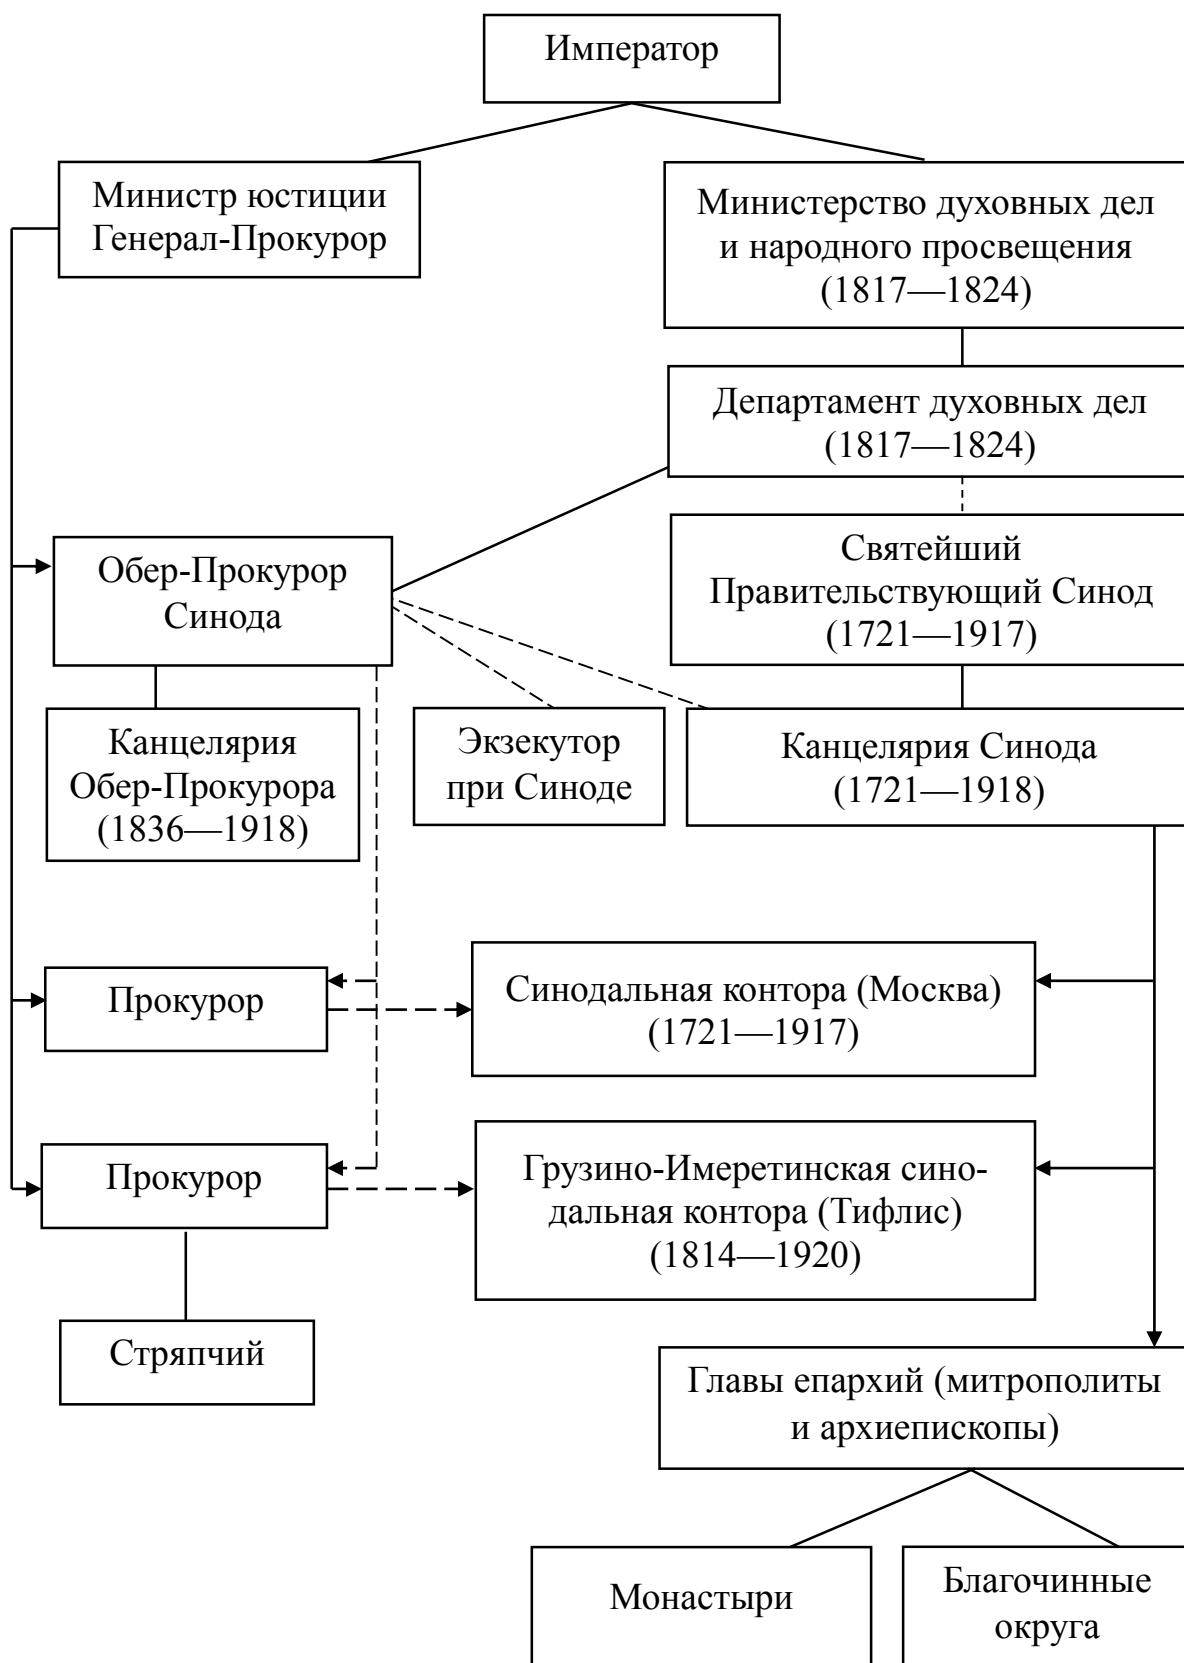 Император
Министр юстиции
Генерал-Прокурор
Министерство духовных дел
и народного просвещения
(1817—1824)
Департамент духовных дел
(1817—1824)
Обер-Прокурор
Синода
Святейший
Правительствующий Синод
(1721—1917)
Канцелярия
Обер-Прокурора
(1836—1918)
Экзекутор
при Синоде
Канцелярия Синода
(1721—1918)
Прокурор
Синодальная контора (Москва)
(1721—1917)
Прокурор
Грузино-Имеретинская сино-
дальная контора (Тифлис)
(1814—1920)
Стряпчий
Главы епархий (митрополиты
и архиепископы)
Монастыри
Благочинные
округа